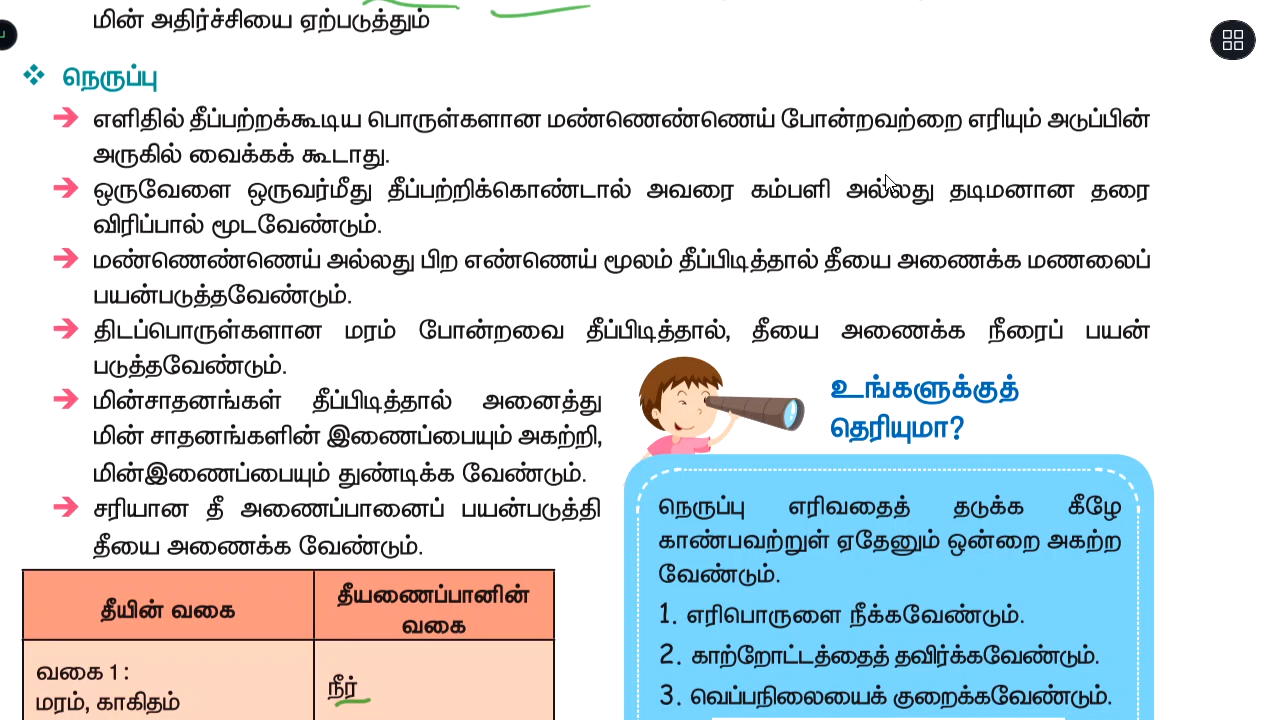 மின் அதிர்ச்சியை ஏற்படுத்தும்
நெருப்பு
எளிதில் தீப்பற்றக்கூடிய பொருள்களான மண்ணெண்ணெய் போன்றவற்றை எரியும் அடுப்பின்
அருகில் வைக்கக் கூடாது.
ஒருவேளை ஒருவர்மீது தீப்பற்றிக்கொண்டால் அவரை கம்பளி அல்லது தடிமனான தரை
விரிப்பால் மூடவேண்டும்.
மண்ணெண்ணெய் அல்லது பிற எண்ணெய் மூலம் தீப்பிடித்தால் தீயை அணைக்க மணலைப்
பயன்படுத்தவேண்டும்.
திடப்பொருள்களான மரம் போன்றவை தீப்பிடித்தால், தீயை அணைக்க நீரைப் பயன்
படுத்தவேண்டும்.
மின்சாதனங்கள் தீப்பிடித்தால் அனைத்து
மின் சாதனங்களின் இணைப்பையும் அகற்றி,
மின்இணைப்பையும் துண்டிக்க வேண்டும்.
சரியான தீ அணைப்பானைப் பயன்படுத்தி
தீயை அணைக்க வேண்டும்.
தீயின் வகை
தீயணைப்பானின்
வகை
வகை 1:
மரம், காகிதம்
நீர்
உங்களுக்குத்
தெரியுமா?
நெருப்பு எரிவதைத் தடுக்க கீழே
காண்பவற்றுள் ஏதேனும் ஒன்றை அகற்ற
வேண்டும்.
1. எரிபொருளை நீக்கவேண்டும்.
2. காற்றோட்டத்தைத் தவிர்க்கவேண்டும்.
3. வெப்பநிலையைக் குறைக்கவேண்டும்.